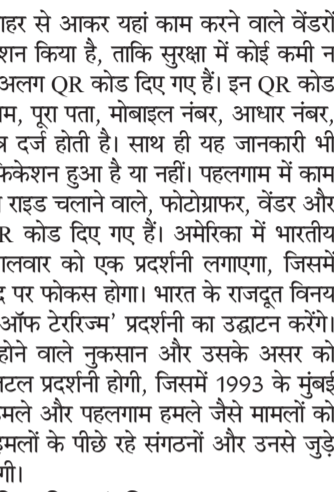 हर से आकर यहां काम करने वाले वेंडरों
शन किया है, ताकि सुरक्षा में कोई कमी न
अलग QR कोड दिए गए हैं। इन QR कोड
म, पूरा पता, मोबाइल नंबर, आधार नंबर,
दर्ज होती है। साथ ही यह जानकारी भी
फिकेशन हुआ है या नहीं। पहलगाम में काम
राइड चलाने वाले, फोटोग्राफर, वेंडर और
R कोड दिए गए हैं। अमेरिका में भारतीय
लवार को एक प्रदर्शनी लगाएगा, जिसमें
पर फोकस होगा। भारत के राजदूत विनय
ऑफ टेररिज्म' प्रदर्शनी का उद्घाटन करेंगे।
होने वाले नुकसान और उसके असर को
टल प्रदर्शनी होगी, जिसमें 1993 के मुंबई
मले और पहलगाम हमले जैसे मामलों को
हमलों के पीछे रहे संगठनों और उनसे जुड़े
गी।